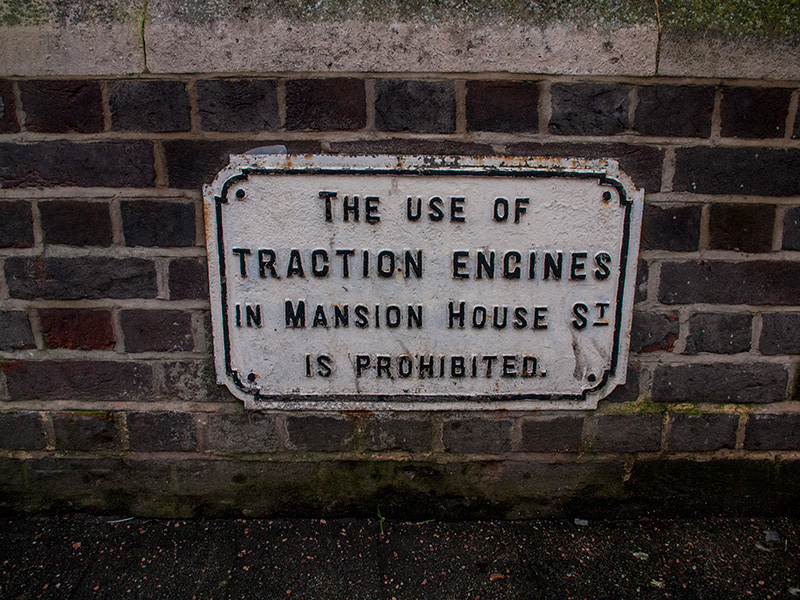 THE USE OF
TRACTION ENGINES
IN MANSION HOUSE ST
IS PROHIBITED.